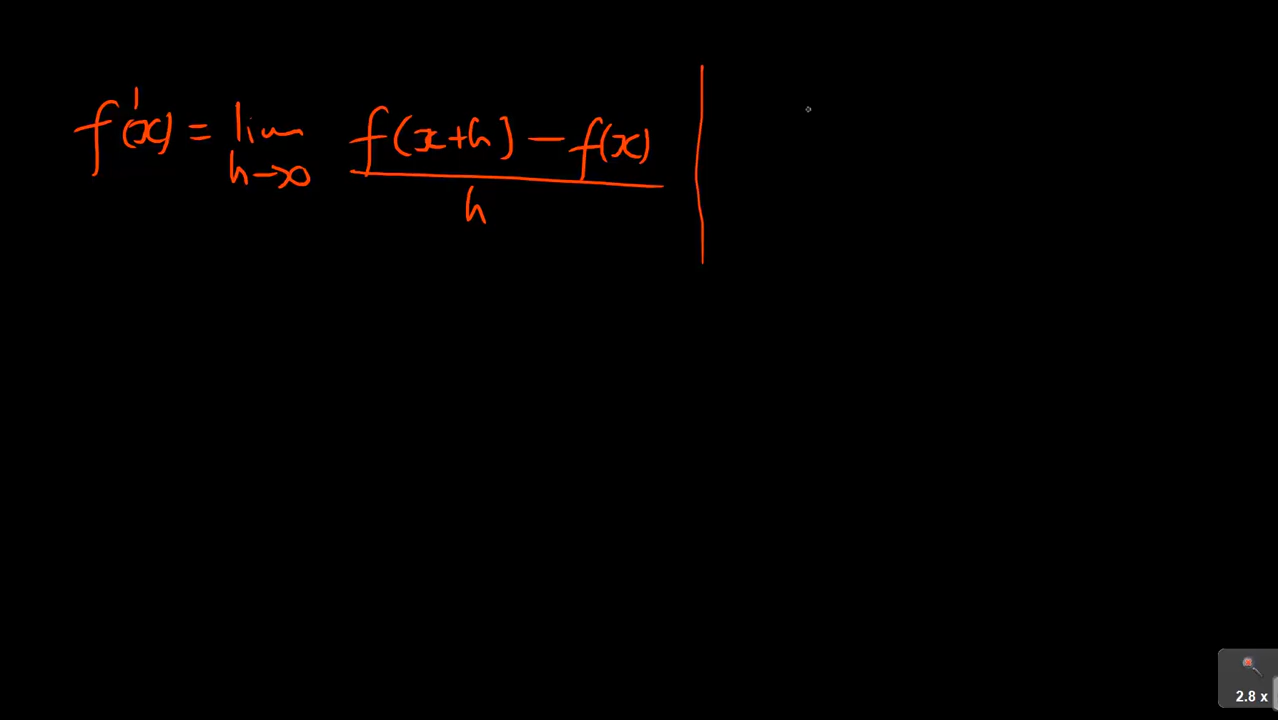 f'(x) = lim f(x+h) − f(x)
h→0 h
2.8 x